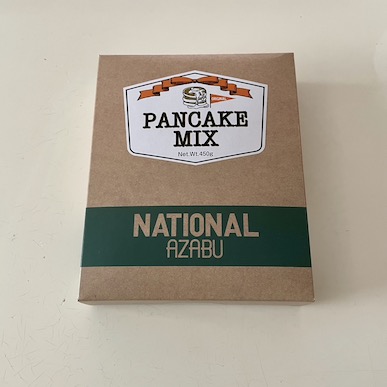 PANCAKE
MIX
Net Wt.450g
NATIONAL
AZABU